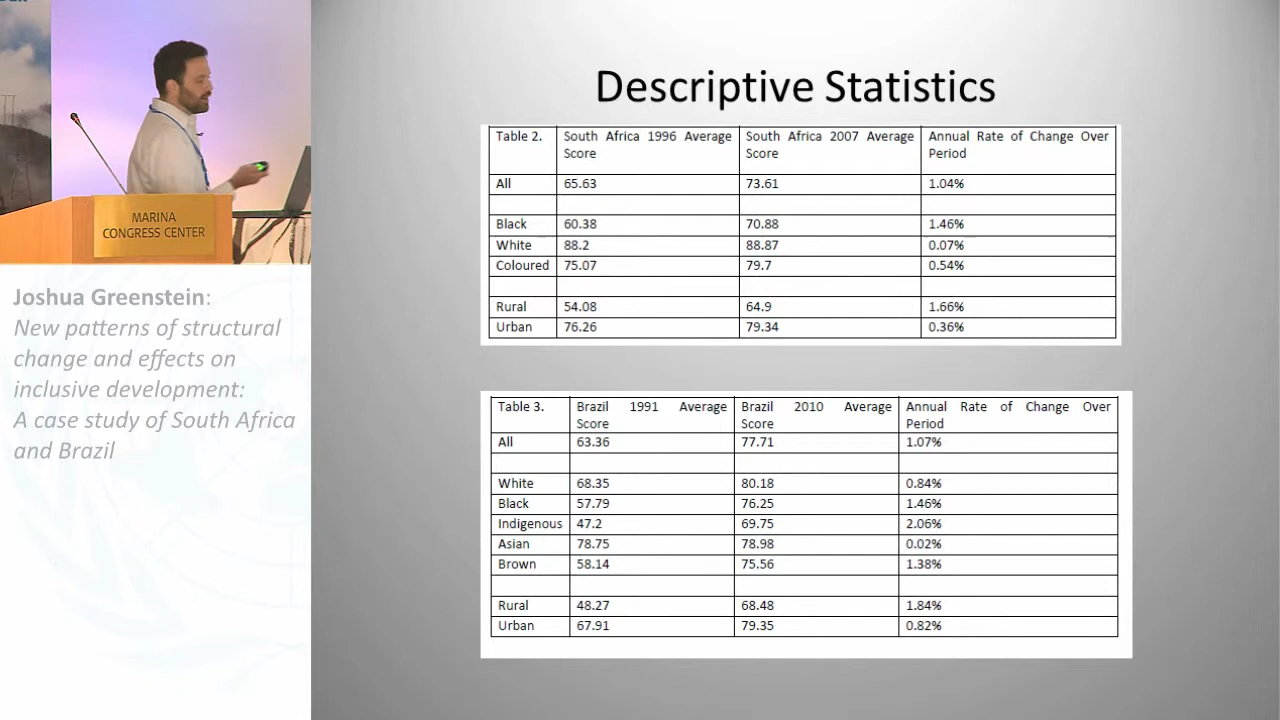 MARINA
CONGRESS CENTER
Joshua Greenstein:
New patterns of structural
change and effects on
inclusive development:
A case study of South Africa
and Brazil
Descriptive Statistics
Table 2. South Africa 1996 Average Score South Africa 2007 Average Score Annual Rate of Change Over Period
All 65.63 73.61 1.04%
Black 60.38 70.88 1.46%
White 88.2 88.87 0.07%
Coloured 75.07 79.7 0.54%
Rural 54.08 64.9 1.66%
Urban 76.26 79.34 0.36%
Table 3. Brazil 1991 Average Score Brazil 2010 Average Score Annual Rate of Change Over Period
All 63.36 77.71 1.07%
White 68.35 80.18 0.84%
Black 57.79 76.25 1.46%
Indigenous 47.2 69.75 2.06%
Asian 78.75 78.98 0.02%
Brown 58.14 75.56 1.38%
Rural 48.27 68.48 1.84%
Urban 67.91 79.35 0.82%